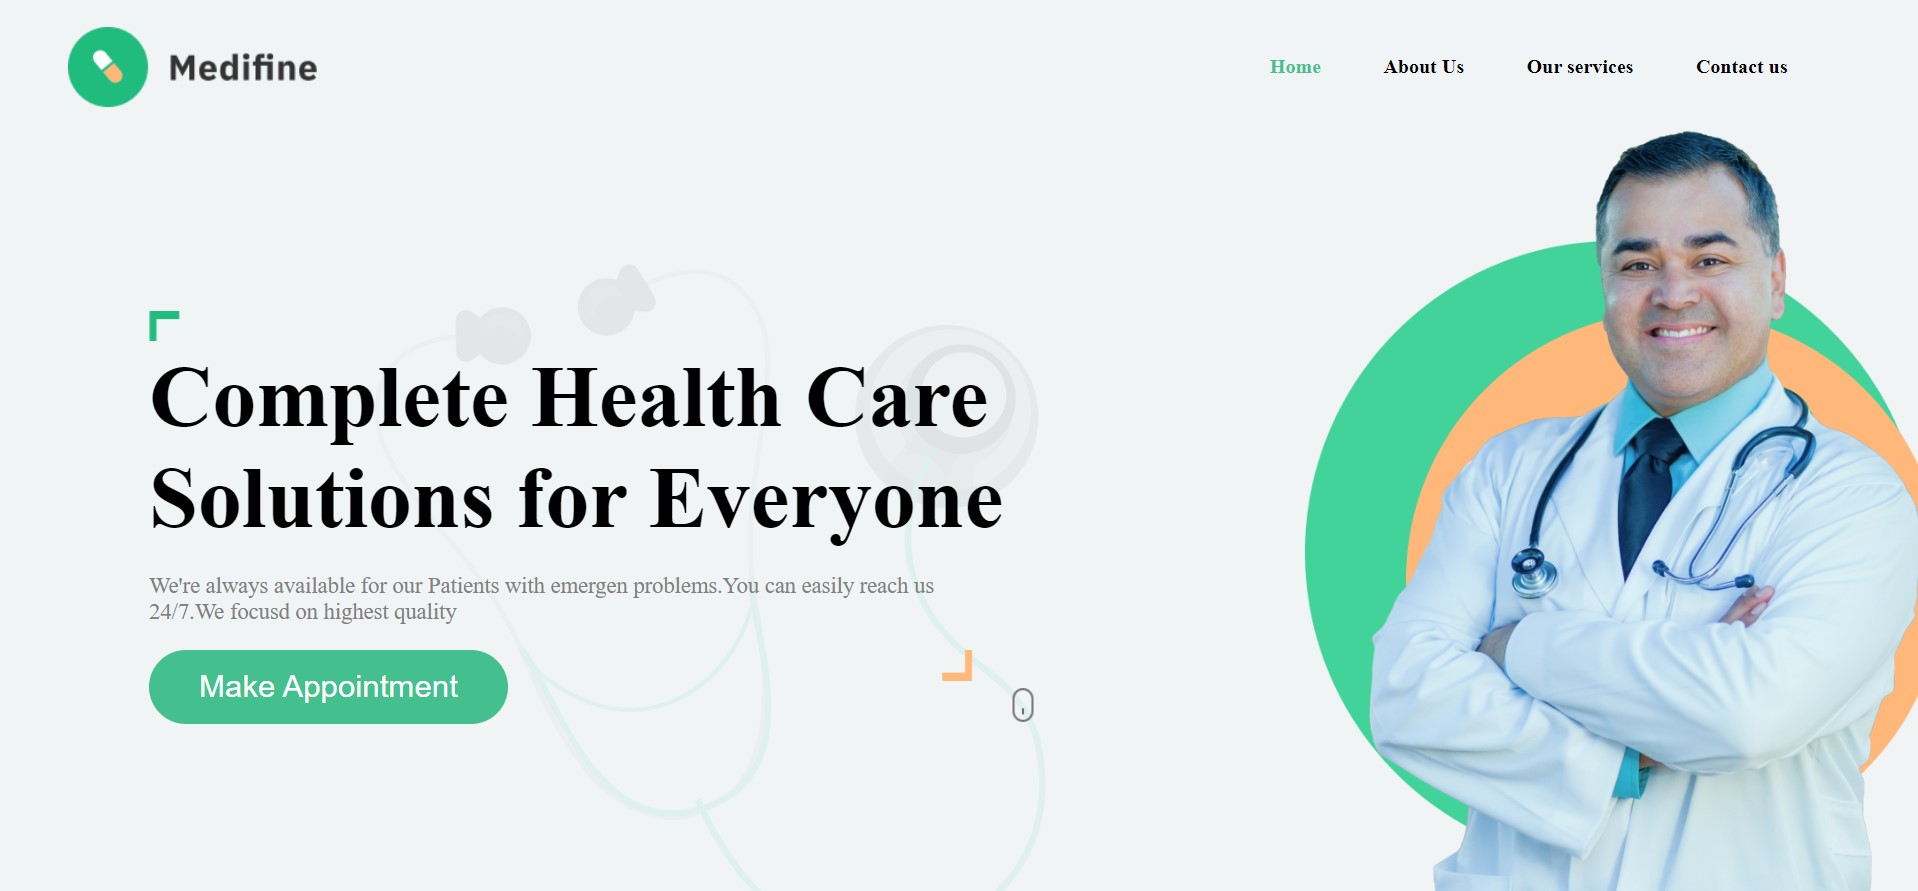 Medifine
Home
About Us
Our services
Contact us
Complete Health Care
Solutions for Everyone
We're always available for our Patients with emergen problems.You can easily reach us
24/7.We focusd on highest quality
Make Appointment